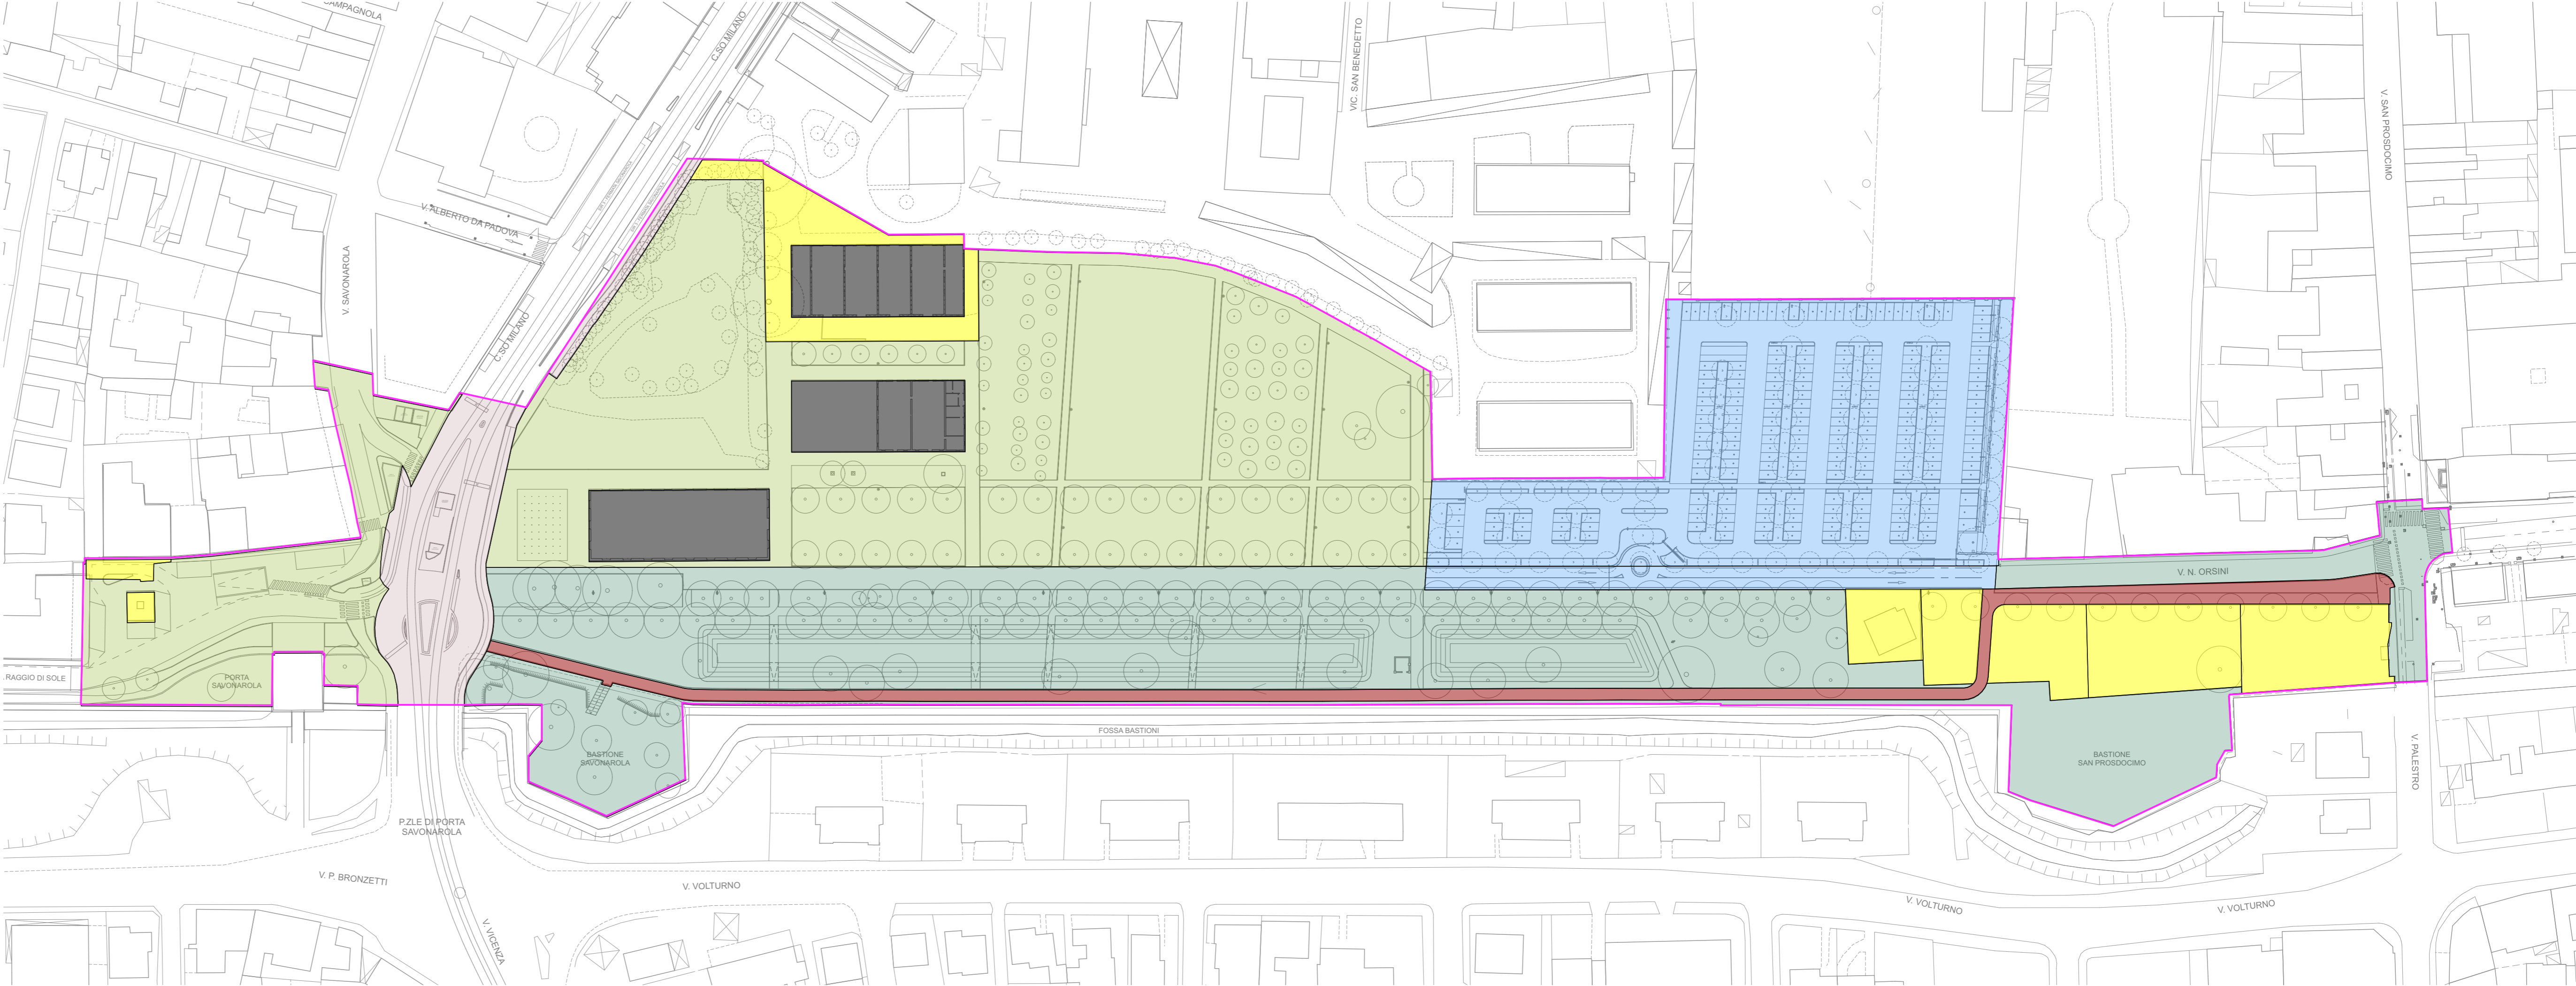 CAMPAGNOLA
C.SO MILANO
VIC. SAN BENEDETTO
V. SAN PROSDOCIMO
V. ALBERTO DA PADOVA
V. SAVONAROLA
C.SO MILANO
V. N. ORSINI
RAGGIO DI SOLE
PORTA
SAVONAROLA
FOSSA BASTIONI
BASTIONE
SAVONAROLA
BASTIONE
SAN PROSDOCIMO
V. PALESTRO
P.ZLE DI PORTA
SAVONAROLA
V. P. BRONZETTI
V. VOLTURNO
V. VOLTURNO
V. VOLTURNO
V. VICENZA